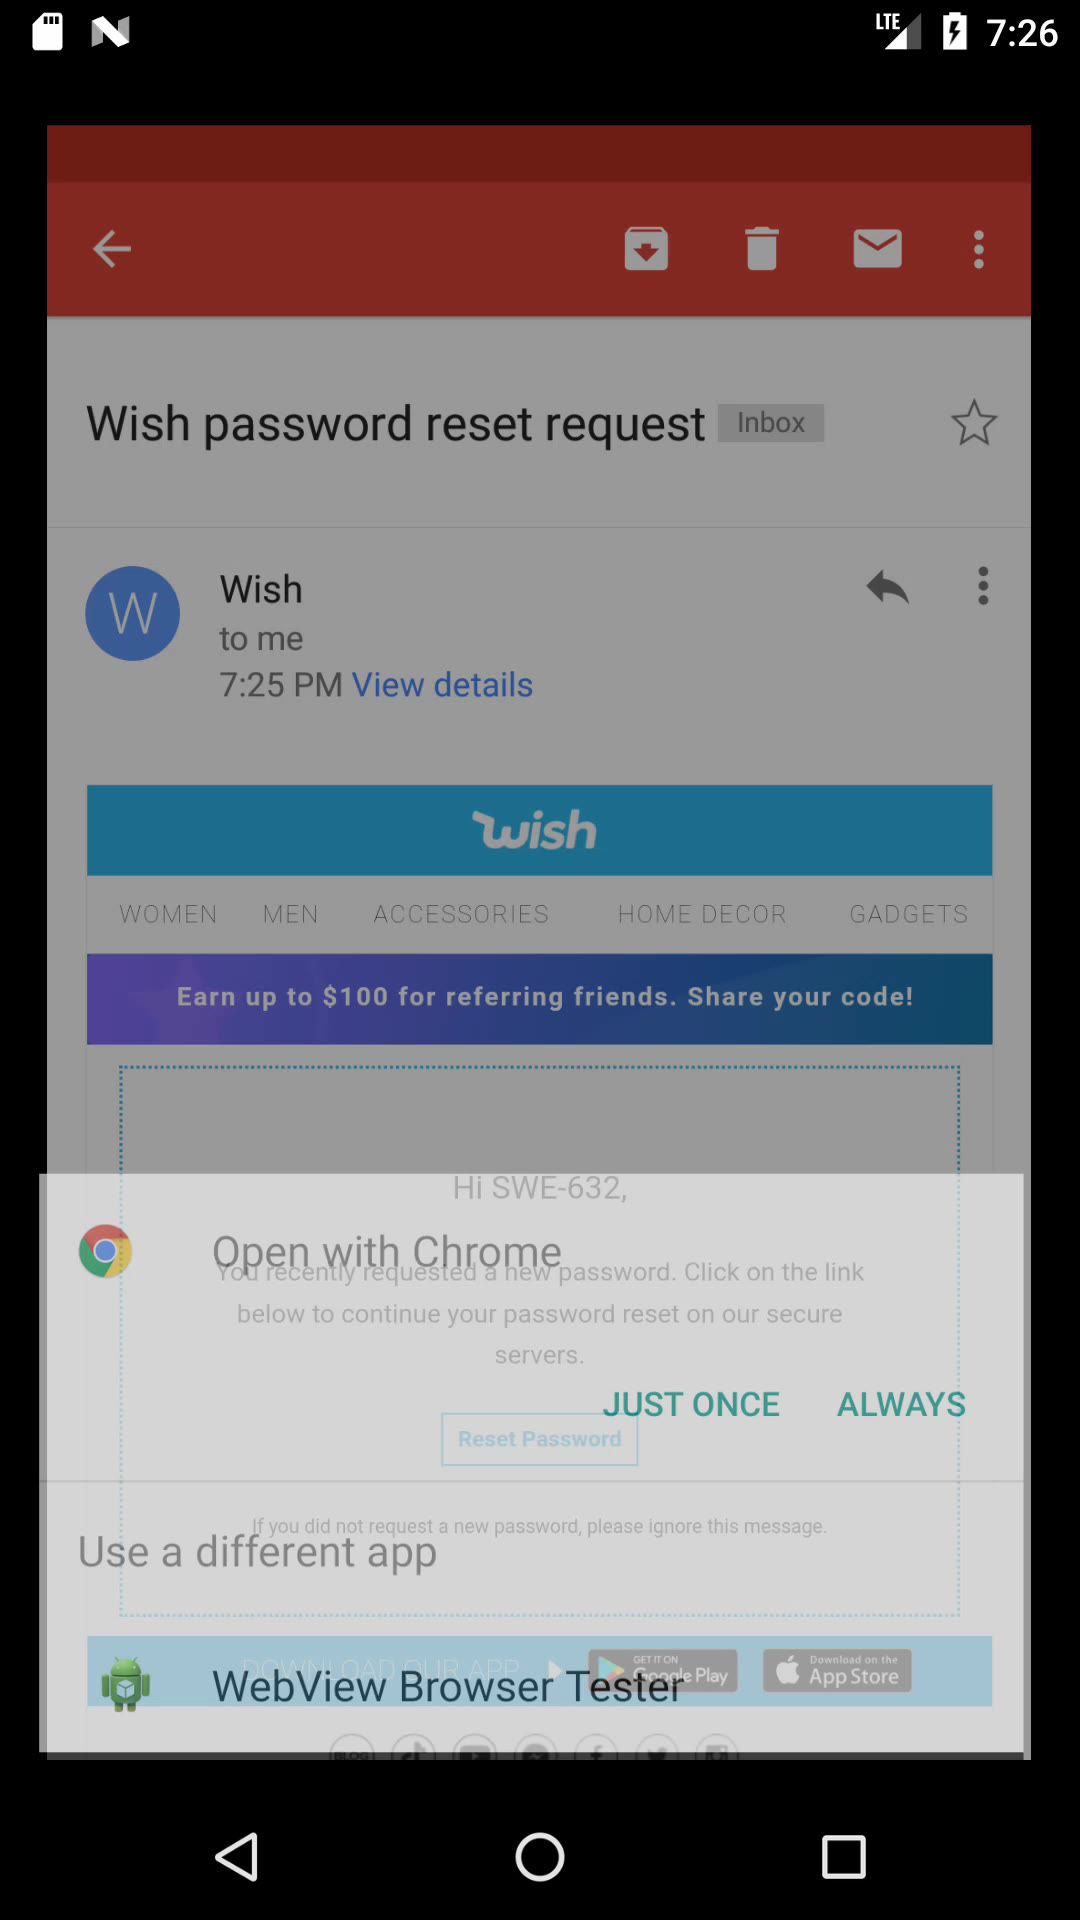 LTE 7:26
Wish password reset request Inbox
W
Wish
to me
7:25 PM View details
wish
WOMEN MEN ACCESSORIES HOME DECOR GADGETS
Earn up to $100 for referring friends. Share your code!
Hi SWE-632,
Open with Chrome
You recently requested a new password. Click on the link
below to continue your password reset on our secure
servers.
JUST ONCE ALWAYS
Reset Password
If you did not request a new password, please ignore this message.
Use a different app
DOWNLOAD OUR APP GET IT ON Google Play Download on the App Store
WebView Browser Tester
BLOG